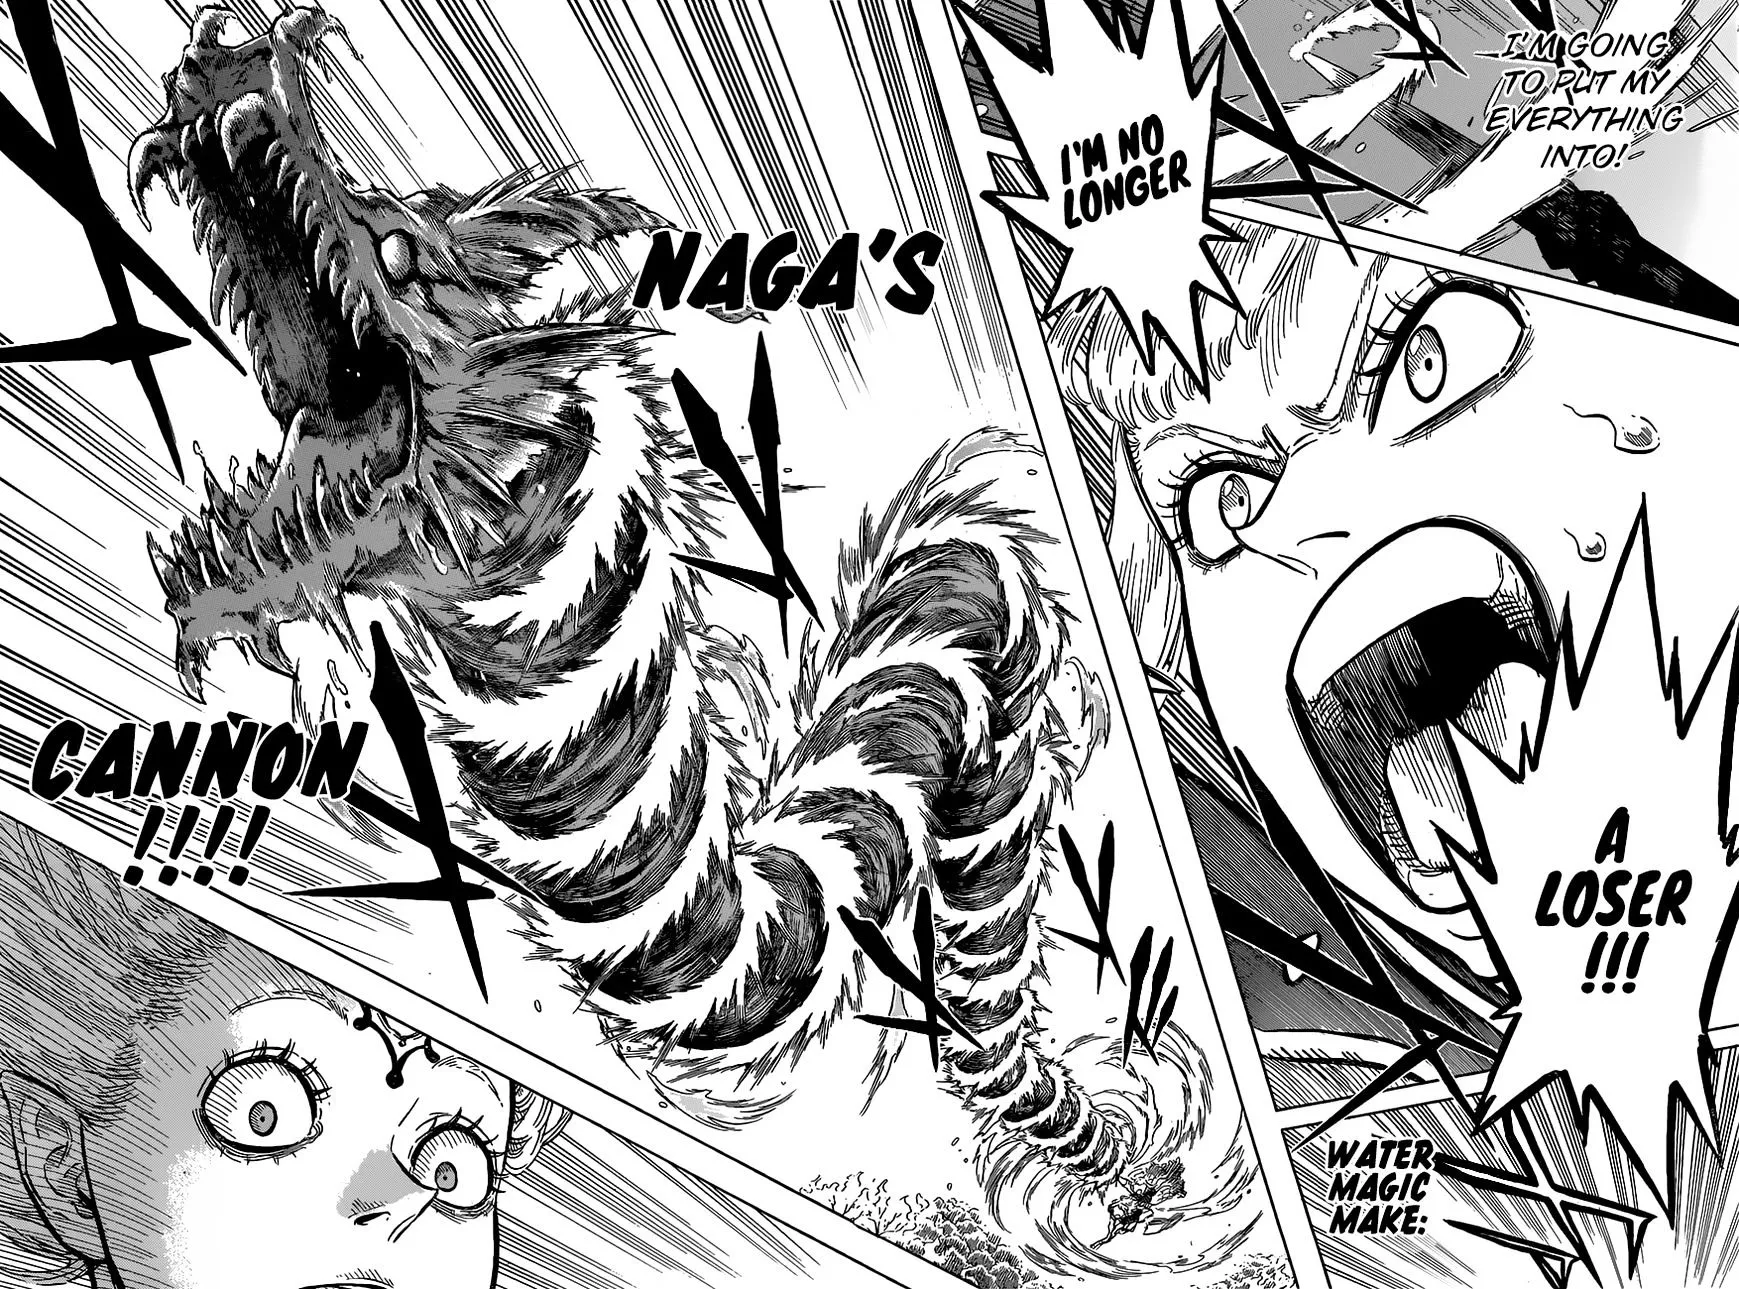 I'M GOING
TO PUT MY
EVERYTHING
INTO!
I'M NO
LONGER
A
LOSER
!!!
WATER
MAGIC
MAKE:
NAGA'S
CANNON
!!!!